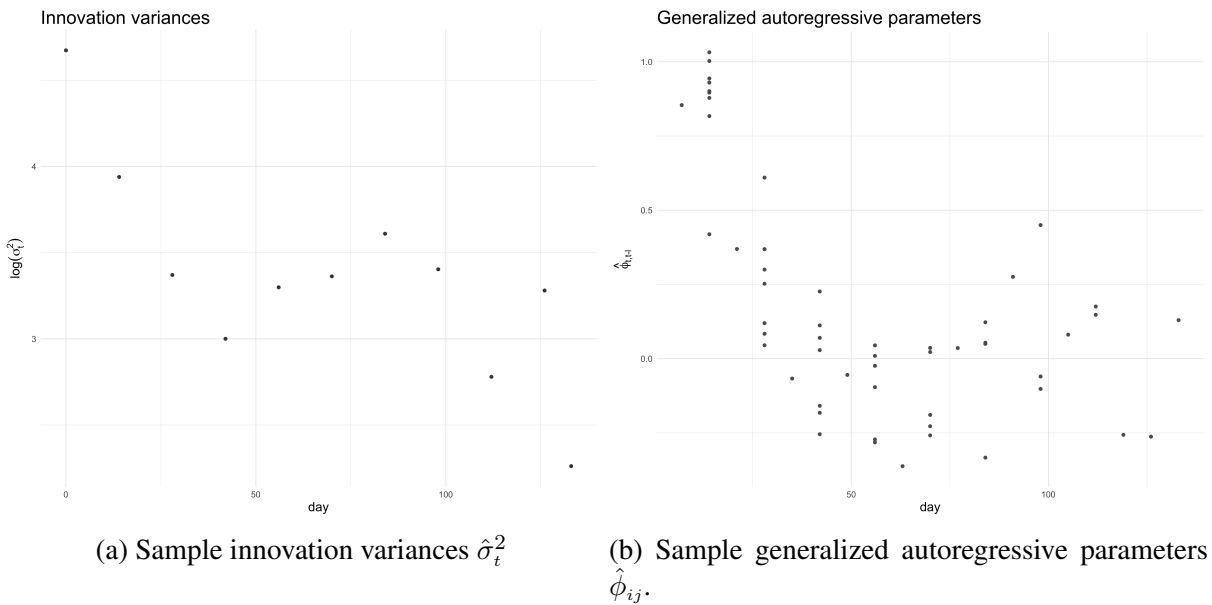 Innovation variances
4
3
log(σ̂²ₜ)
0
50
100
day
Generalized autoregressive parameters
1.0
0.5
0.0
ϕ̂ₜ,ₜ₋ₗ
50
100
day
(a) Sample innovation variances σ̂²ₜ
(b) Sample generalized autoregressive parameters
ϕ̂ᵢⱼ.